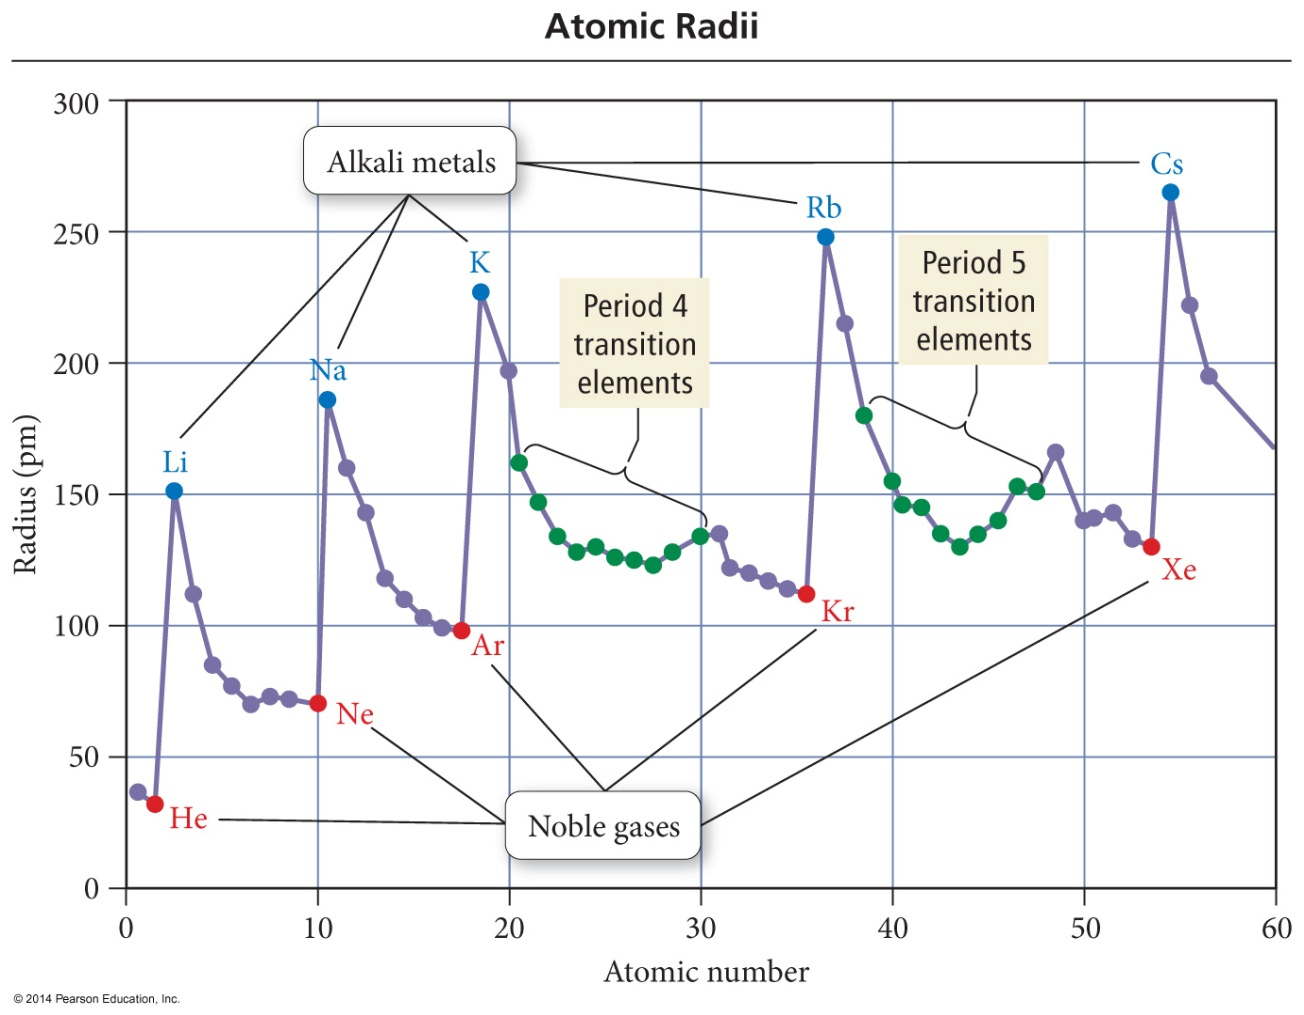 Atomic Radii
300
250
200
150
100
50
0
Radius (pm)
0 10 20 30 40 50 60
Atomic number
Alkali metals
Li
Na
K
Rb
Cs
Period 4
transition
elements
Period 5
transition
elements
He
Ne
Ar
Kr
Xe
Noble gases
© 2014 Pearson Education, Inc.